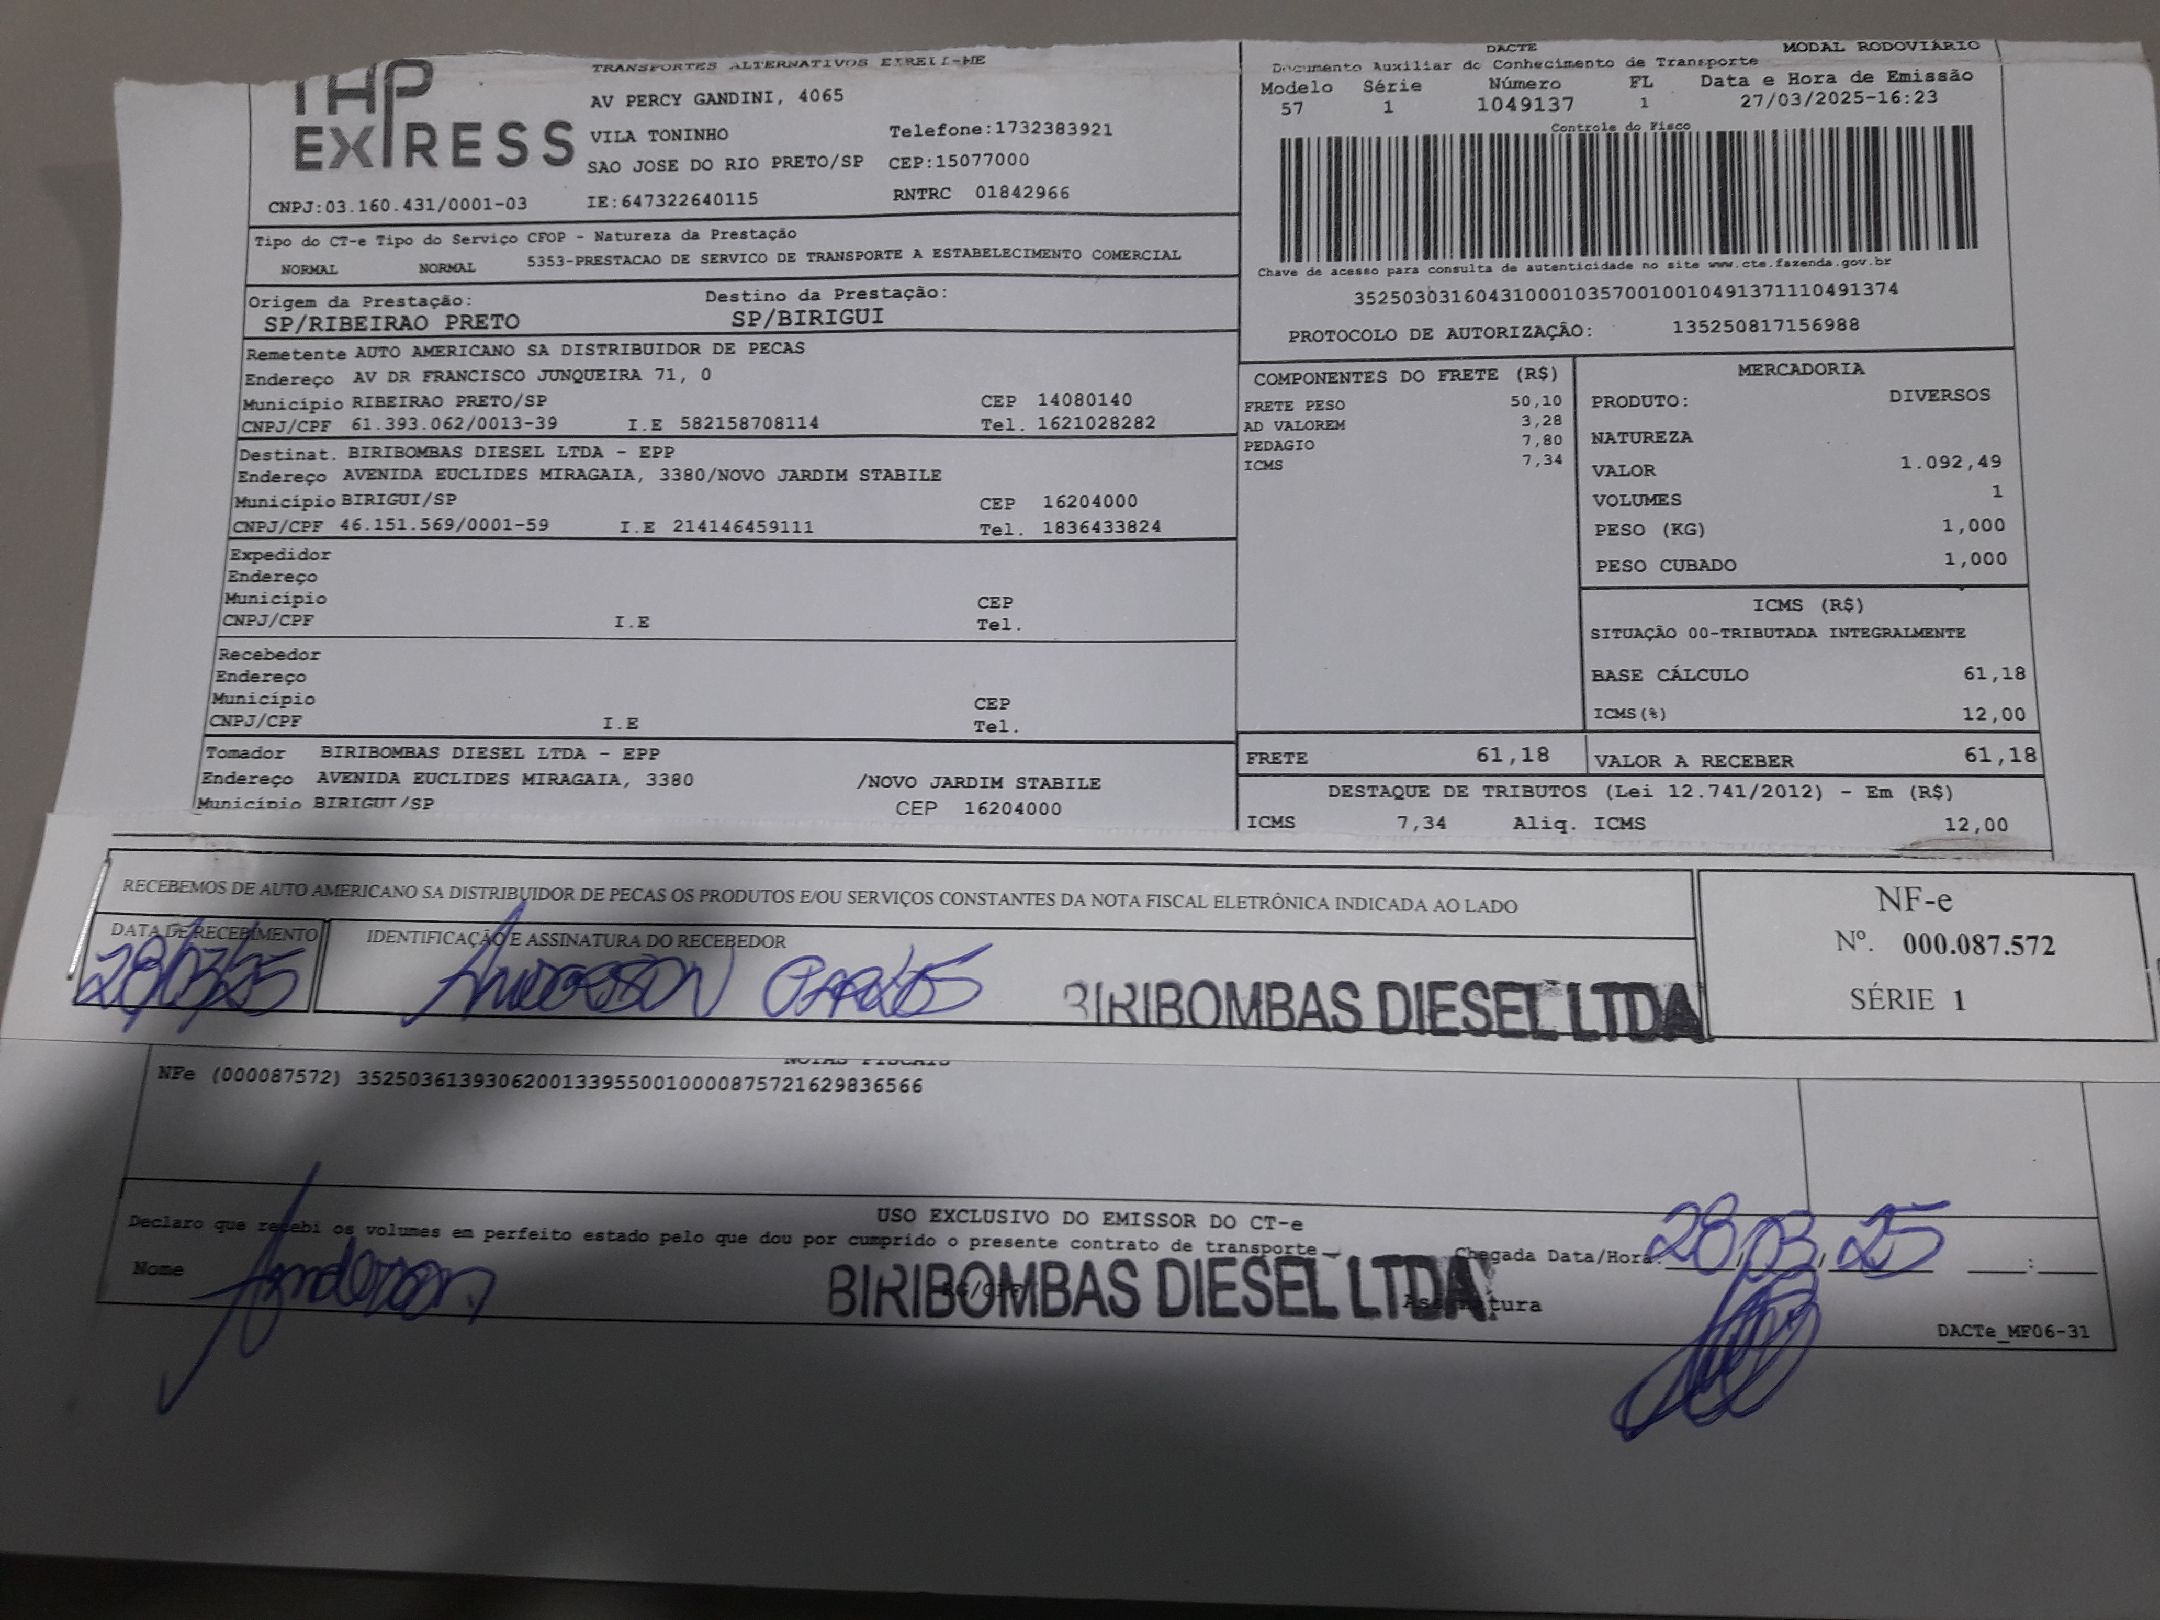 THP
EXPRESS
TRANSPORTES ALTERNATIVOS EIRELI-ME
AV PERCY GANDINI, 4065
VILA TONINHO Telefone:1732383921
SAO JOSE DO RIO PRETO/SP CEP:15077000
CNPJ:03.160.431/0001-03 IE:647322640115 RNTRC 01842966
DACTE MODAL RODOVIÁRIO
Documento Auxiliar do Conhecimento de Transporte
Modelo Série Número FL Data e Hora de Emissão
57 1 1049137 1 27/03/2025-16:23
Controle do Fisco
Chave de acesso para consulta de autenticidade no site www.cte.fazenda.gov.br
35250303160431000103570010010491371110491374
PROTOCOLO DE AUTORIZAÇÃO: 135250817156988
Tipo do CT-e Tipo do Serviço CFOP - Natureza da Prestação
NORMAL NORMAL 5353-PRESTACAO DE SERVICO DE TRANSPORTE A ESTABELECIMENTO COMERCIAL
Origem da Prestação: Destino da Prestação:
SP/RIBEIRAO PRETO SP/BIRIGUI
Remetente AUTO AMERICANO SA DISTRIBUIDOR DE PECAS
Endereço AV DR FRANCISCO JUNQUEIRA 71, 0
Município RIBEIRAO PRETO/SP CEP 14080140
CNPJ/CPF 61.393.062/0013-39 I.E 582158708114 Tel. 1621028282
Destinat. BIRIBOMBAS DIESEL LTDA - EPP
Endereço AVENIDA EUCLIDES MIRAGAIA, 3380/NOVO JARDIM STABILE
Município BIRIGUI/SP CEP 16204000
CNPJ/CPF 46.151.569/0001-59 I.E 214146459111 Tel. 1836433824
Expedidor
Endereço
Município CEP
CNPJ/CPF I.E Tel.
Recebedor
Endereço
Município CEP
CNPJ/CPF I.E Tel.
Tomador BIRIBOMBAS DIESEL LTDA - EPP
Endereço AVENIDA EUCLIDES MIRAGAIA, 3380 /NOVO JARDIM STABILE
Município BIRIGUI/SP CEP 16204000
COMPONENTES DO FRETE (R$)
FRETE PESO 50,10
AD VALOREM 3,28
PEDAGIO 7,80
ICMS 7,34
MERCADORIA
PRODUTO: DIVERSOS
NATUREZA
VALOR 1.092,49
VOLUMES 1
PESO (KG) 1,000
PESO CUBADO 1,000
ICMS (R$)
SITUAÇÃO 00-TRIBUTADA INTEGRALMENTE
BASE CÁLCULO 61,18
ICMS(%) 12,00
FRETE 61,18 VALOR A RECEBER 61,18
DESTAQUE DE TRIBUTOS (Lei 12.741/2012) - Em (R$)
ICMS 7,34 Aliq. ICMS 12,00
RECEBEMOS DE AUTO AMERICANO SA DISTRIBUIDOR DE PECAS OS PRODUTOS E/OU SERVIÇOS CONSTANTES DA NOTA FISCAL ELETRÔNICA INDICADA AO LADO
DATA DE RECEBIMENTO IDENTIFICAÇÃO E ASSINATURA DO RECEBEDOR
28/03/25 Anderson BIRIBOMBAS DIESEL LTDA
NF-e
Nº. 000.087.572
SÉRIE 1
NOTAS FISCAIS
NFe (000087572) 35250361393062001339550010000875721629836566
USO EXCLUSIVO DO EMISSOR DO CT-e
Declaro que recebi os volumes em perfeito estado pelo que dou por cumprido o presente contrato de transporte
Chegada Data/Hora: 28/03/25 __:__
Nome Anderson RG/CPF BIRIBOMBAS DIESEL LTDA Assinatura
DACTe_MF06-31